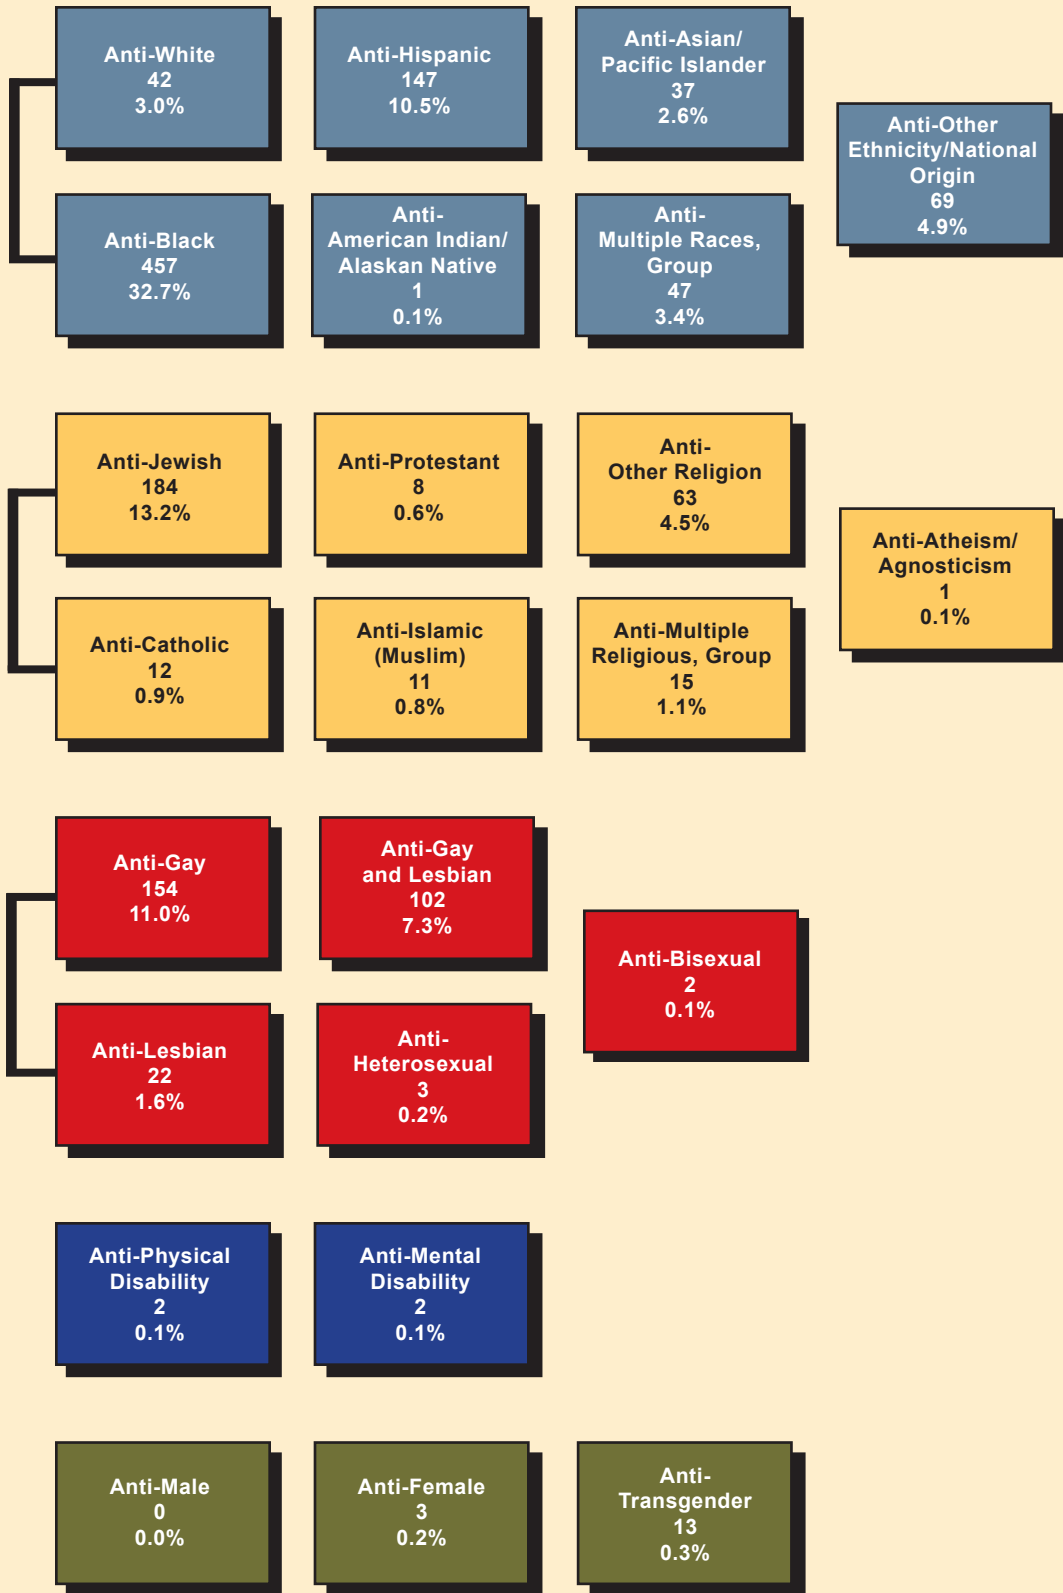 Anti-White
42
3.0%
Anti-Hispanic
147
10.5%
Anti-Asian/
Pacific Islander
37
2.6%
Anti-Other
Ethnicity/National
Origin
69
4.9%
Anti-Black
457
32.7%
Anti-
American Indian/
Alaskan Native
1
0.1%
Anti-
Multiple Races,
Group
47
3.4%
Anti-Jewish
184
13.2%
Anti-Protestant
8
0.6%
Anti-
Other Religion
63
4.5%
Anti-Atheism/
Agnosticism
1
0.1%
Anti-Catholic
12
0.9%
Anti-Islamic
(Muslim)
11
0.8%
Anti-Multiple
Religious, Group
15
1.1%
Anti-Gay
154
11.0%
Anti-Gay
and Lesbian
102
7.3%
Anti-Bisexual
2
0.1%
Anti-Lesbian
22
1.6%
Anti-
Heterosexual
3
0.2%
Anti-Physical
Disability
2
0.1%
Anti-Mental
Disability
2
0.1%
Anti-Male
0
0.0%
Anti-Female
3
0.2%
Anti-
Transgender
13
0.3%